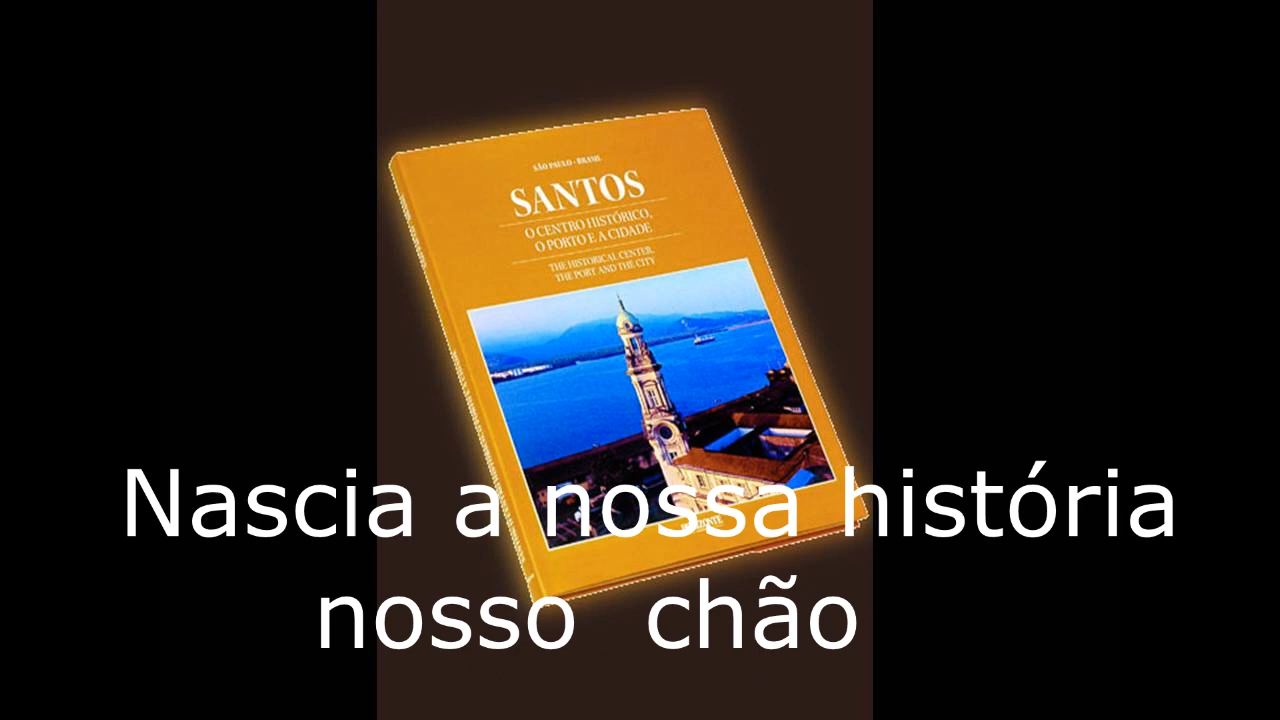 SÃO PAULO - BRASIL
SANTOS
O CENTRO HISTÓRICO,
O PORTO E A CIDADE
THE HISTORICAL CENTER,
THE PORT AND THE CITY
Nascia a nossa história
nosso chão